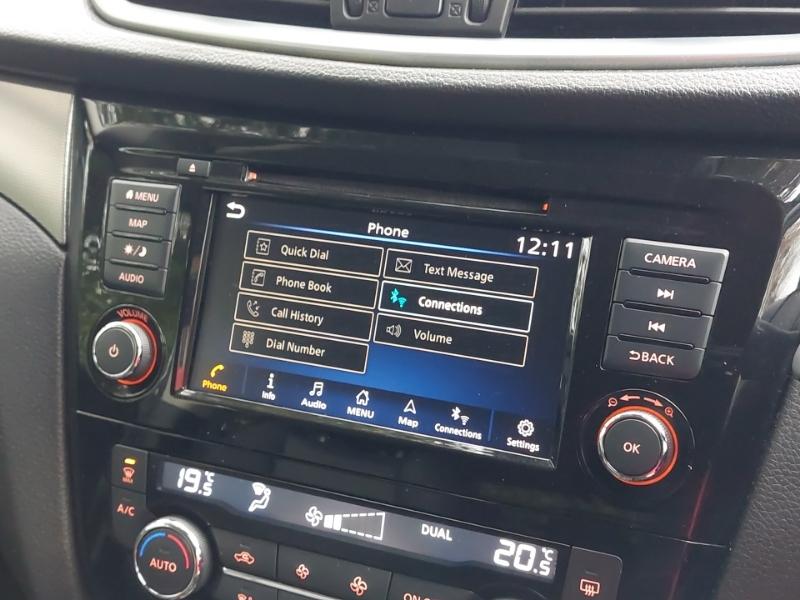 MENU
MAP
AUDIO
VOLUME
Phone
12:11
Quick Dial
Phone Book
Call History
Dial Number
Text Message
Connections
Volume
Phone
Info
Audio
MENU
Map
Connections
Settings
CAMERA
BACK
OK
19.5°C
DUAL
20.5°C
A/C
AUTO